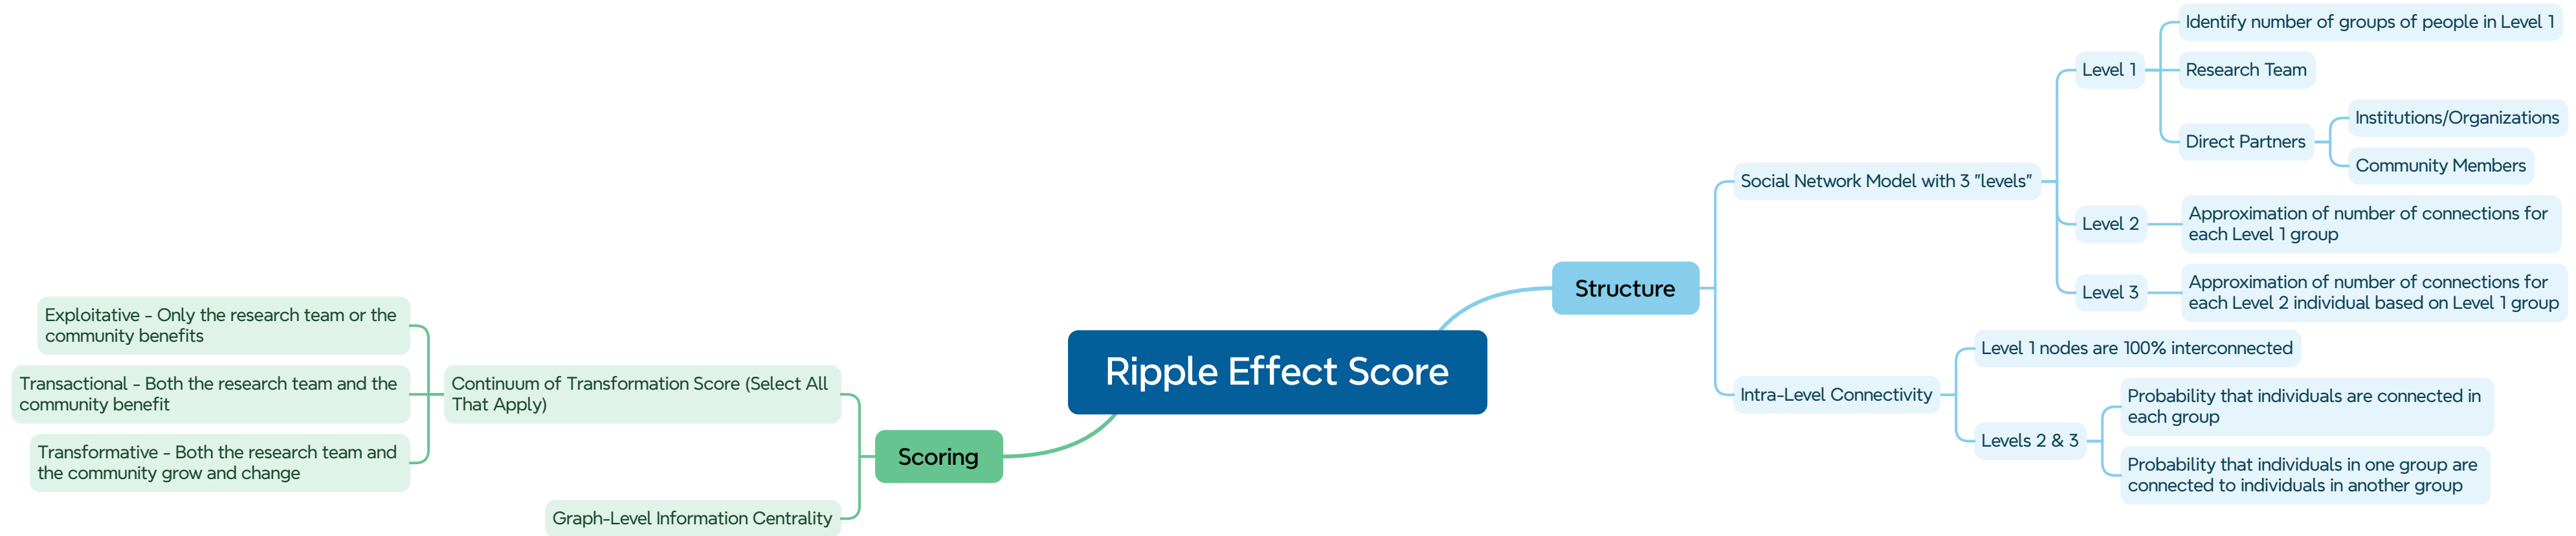 Ripple Effect Score
Structure
Social Network Model with 3 "levels"
Level 1
Identify number of groups of people in Level 1
Research Team
Direct Partners
Institutions/Organizations
Community Members
Level 2
Approximation of number of connections for
each Level 1 group
Level 3
Approximation of number of connections for
each Level 2 individual based on Level 1 group
Intra-Level Connectivity
Level 1 nodes are 100% interconnected
Levels 2 & 3
Probability that individuals are connected in
each group
Probability that individuals in one group are
connected to individuals in another group
Scoring
Continuum of Transformation Score (Select All
That Apply)
Exploitative - Only the research team or the
community benefits
Transactional - Both the research team and the
community benefit
Transformative - Both the research team and
the community grow and change
Graph-Level Information Centrality